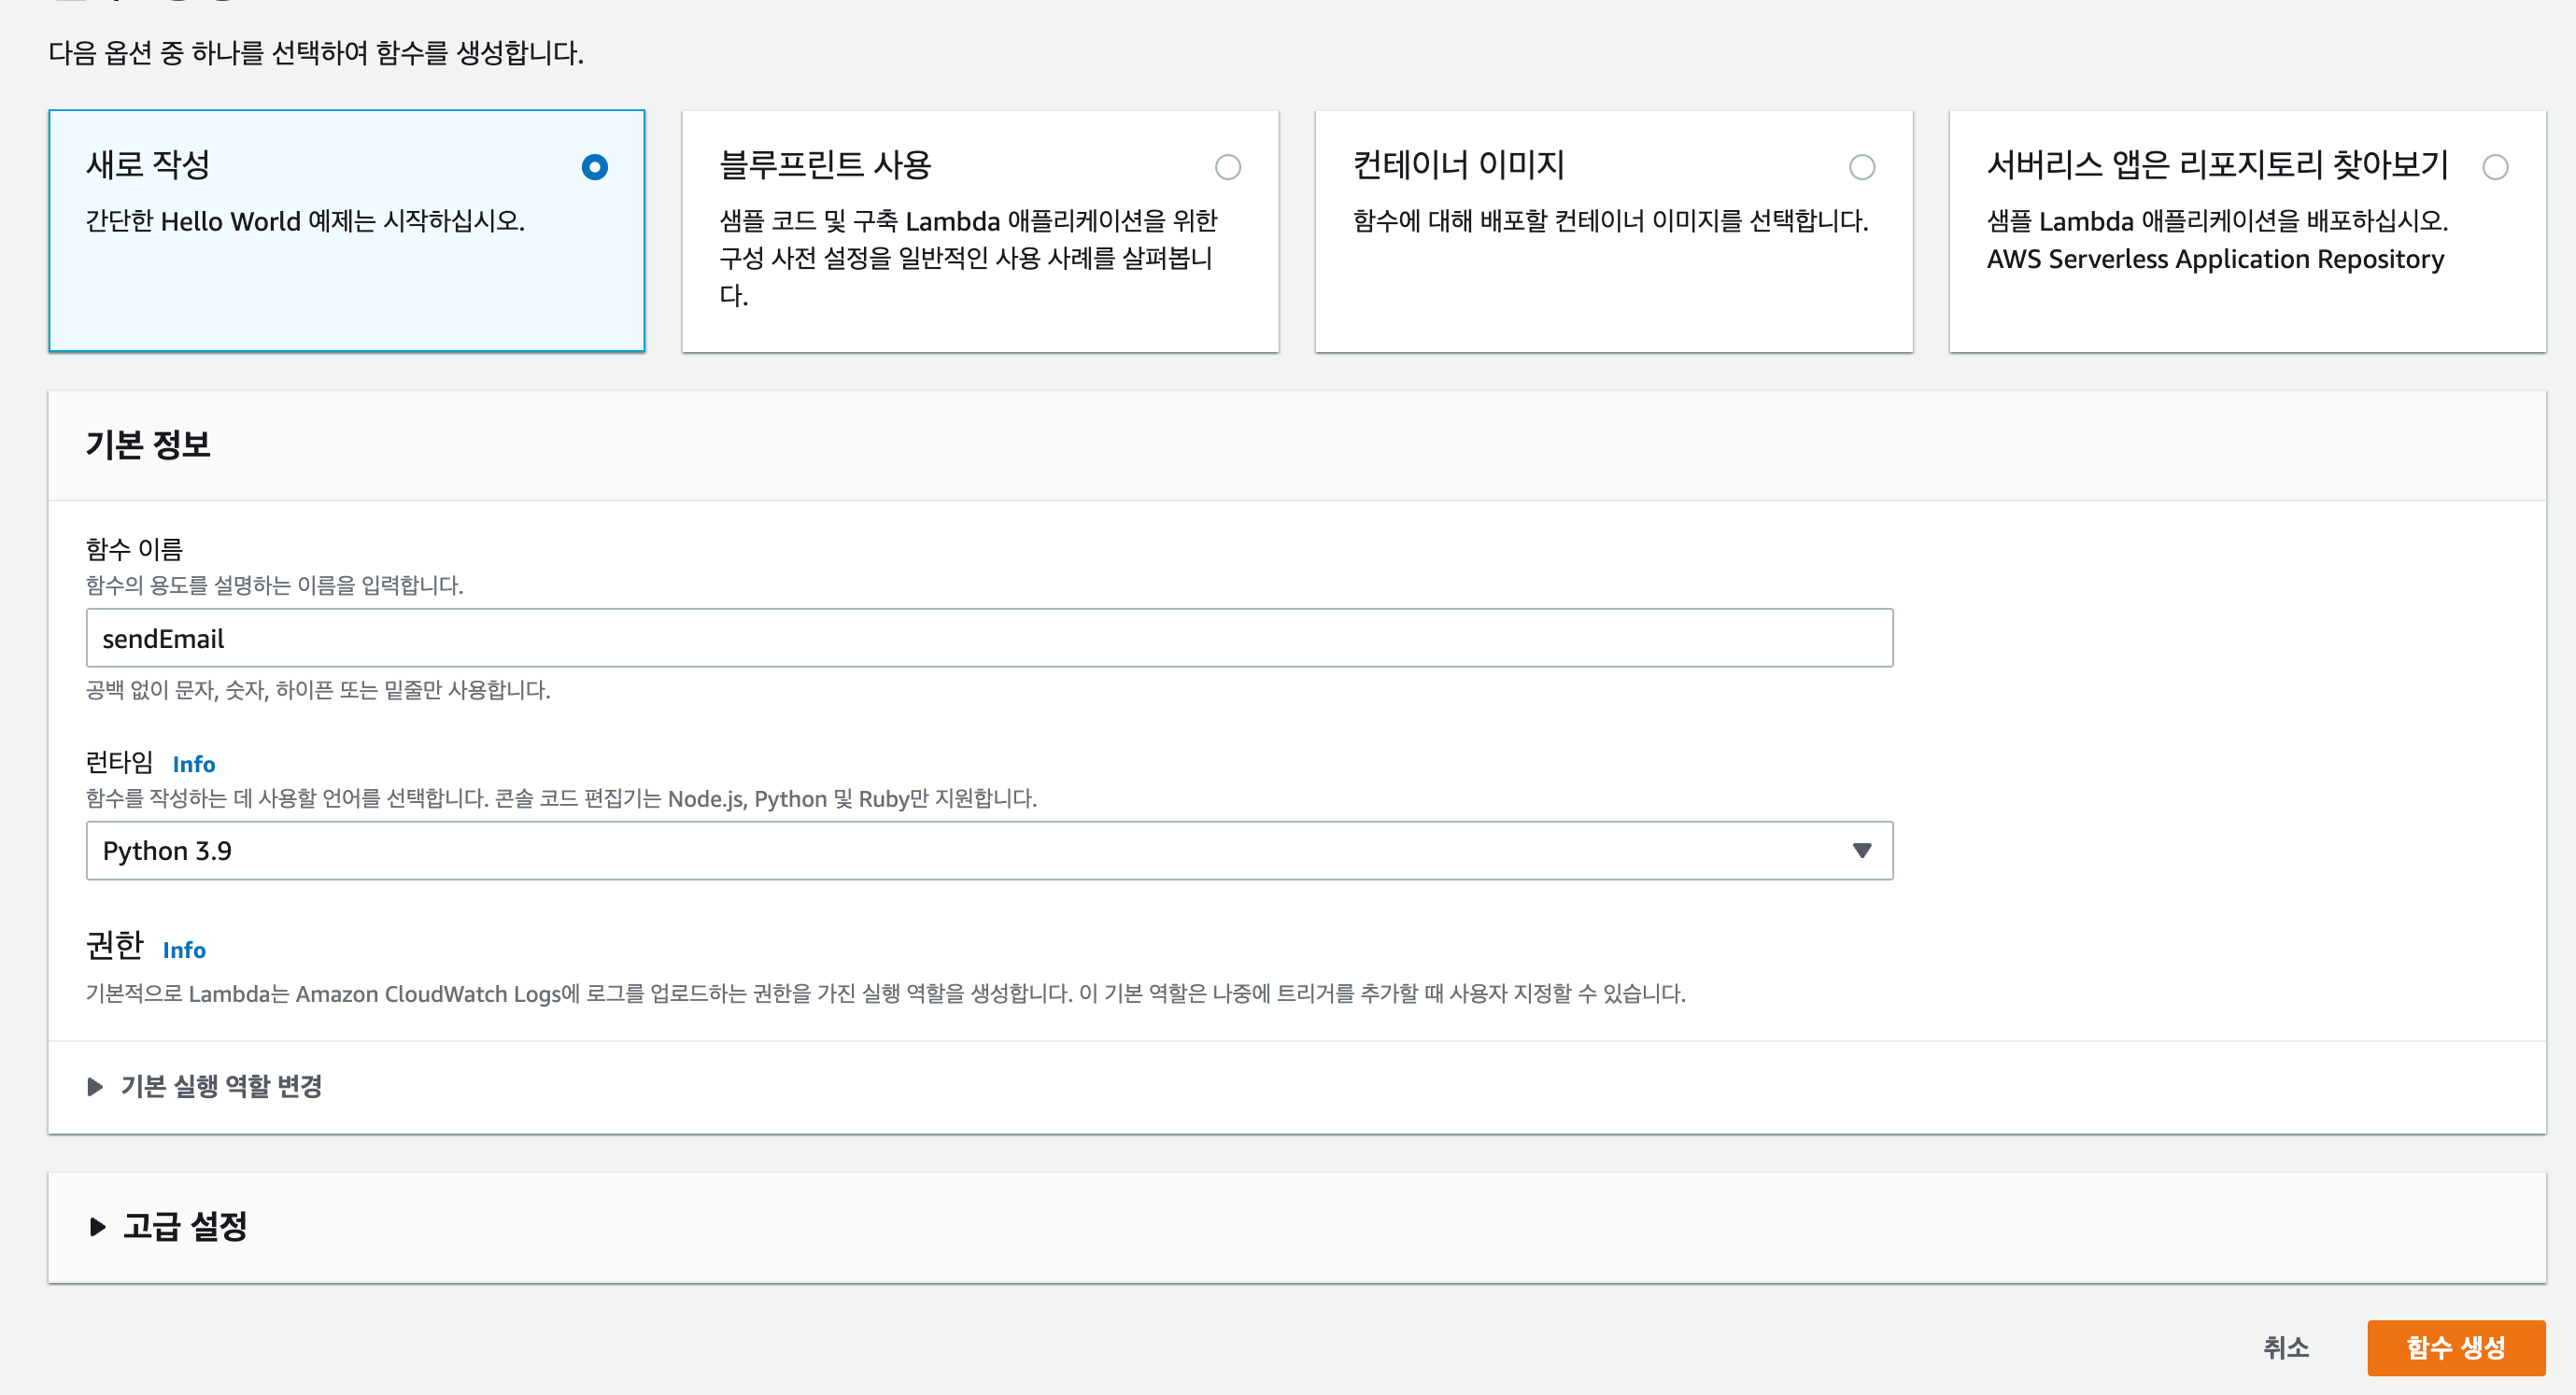 다음 옵션 중 하나를 선택하여 함수를 생성합니다.
새로 작성
간단한 Hello World 예제는 시작하십시오.
블루프린트 사용
샘플 코드 및 구축 Lambda 애플리케이션을 위한
구성 사전 설정을 일반적인 사용 사례를 살펴봅니
다.
컨테이너 이미지
함수에 대해 배포할 컨테이너 이미지를 선택합니다.
서버리스 앱은 리포지토리 찾아보기
샘플 Lambda 애플리케이션을 배포하십시오.
AWS Serverless Application Repository
기본 정보
함수 이름
함수의 용도를 설명하는 이름을 입력합니다.
sendEmail
공백 없이 문자, 숫자, 하이픈 또는 밑줄만 사용합니다.
런타임 Info
함수를 작성하는 데 사용할 언어를 선택합니다. 콘솔 코드 편집기는 Node.js, Python 및 Ruby만 지원합니다.
Python 3.9
권한 Info
기본적으로 Lambda는 Amazon CloudWatch Logs에 로그를 업로드하는 권한을 가진 실행 역할을 생성합니다. 이 기본 역할은 나중에 트리거를 추가할 때 사용자 지정할 수 있습니다.
기본 실행 역할 변경
고급 설정
취소
함수 생성